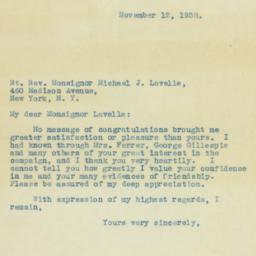 November 12, 1938.
Rt. Rev. Monsignor Michael J. Lavelle,
460 Madison Avenue,
New York, N. Y.
My dear Monsignor Lavelle:
No message of congratulations brought me
greater satisfaction or pleasure than yours. I
had known through Mrs. Ferrer, George Gillespie
and many others of your great interest in the
campaign, and I thank you very heartily. I
cannot tell you how greatly I value your confidence
in me and your many evidences of friendship.
Please be assured of my deep appreciation.
With expression of my highest regards, I
remain,
Yours very sincerely,